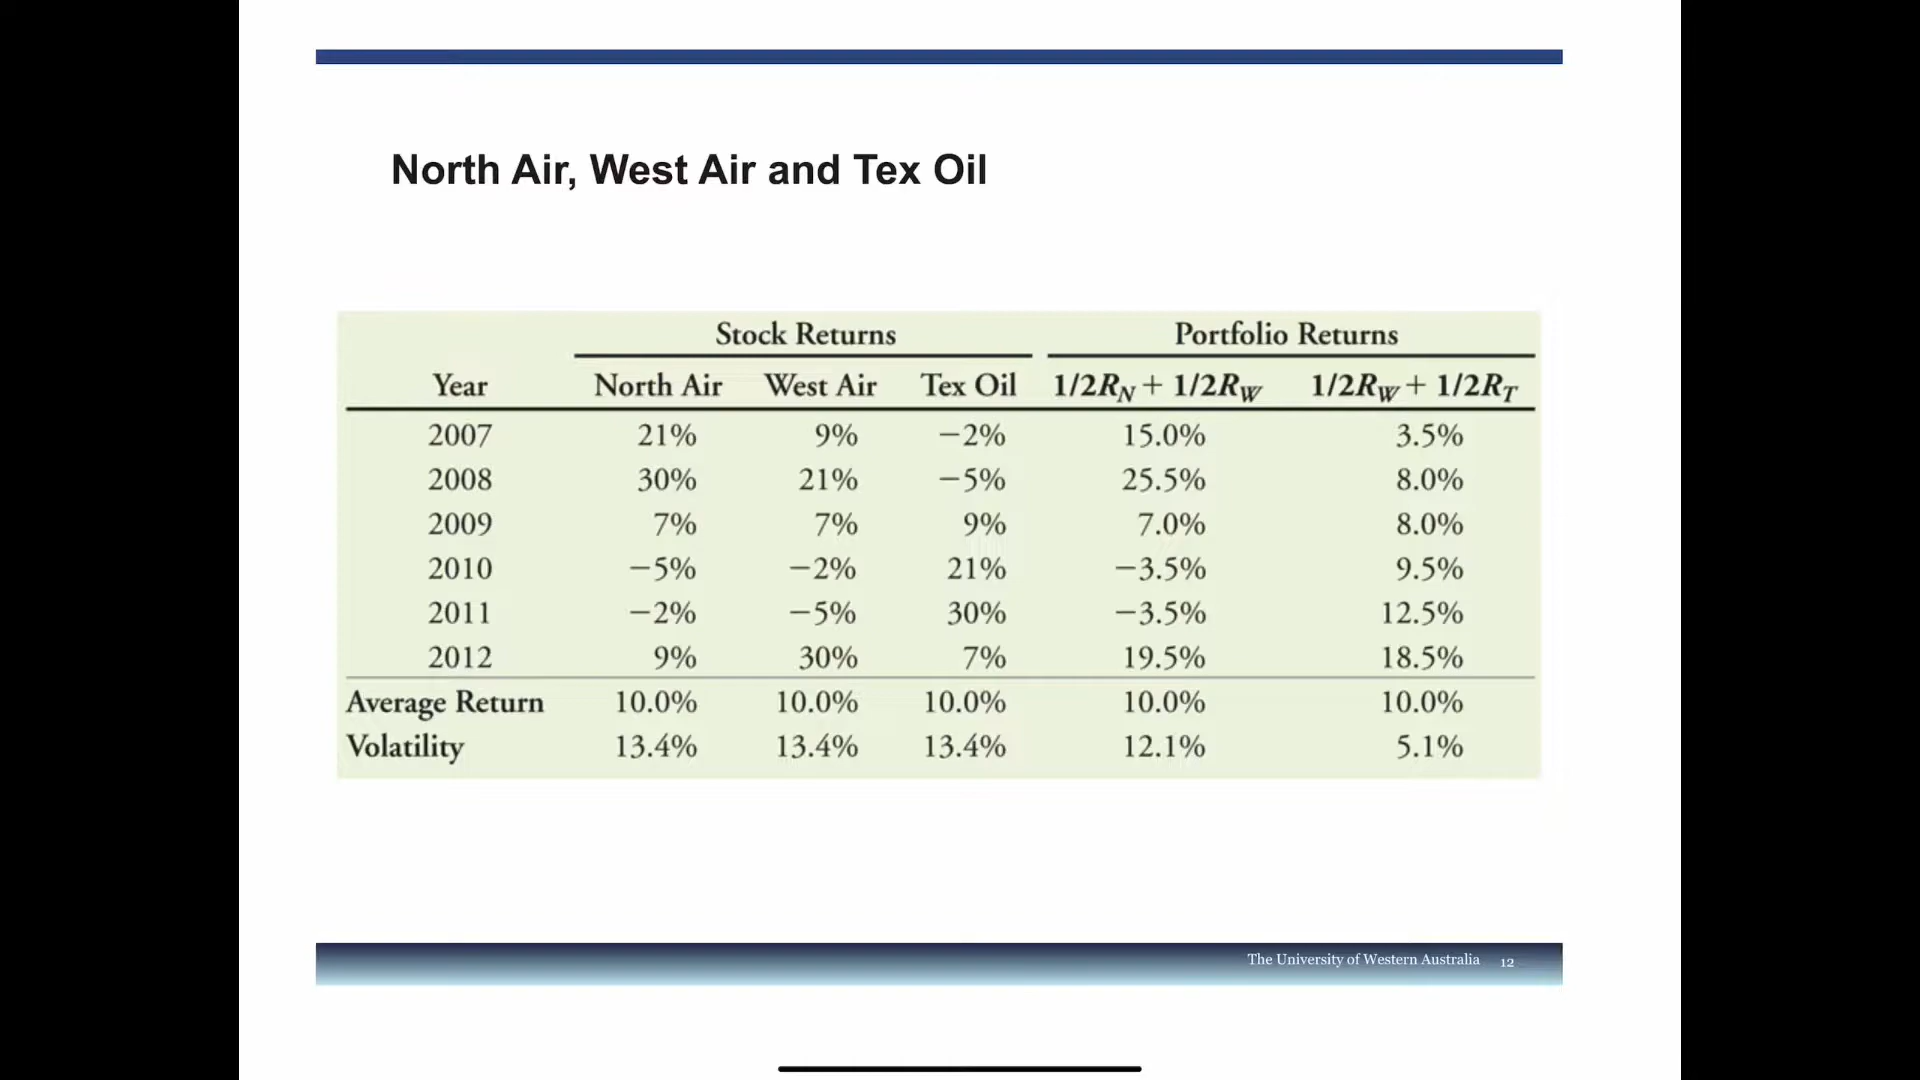 North Air, West Air and Tex Oil
Stock Returns Portfolio Returns
Year North Air West Air Tex Oil 1/2RN + 1/2RW 1/2RW + 1/2RT
2007 21% 9% −2% 15.0% 3.5%
2008 30% 21% −5% 25.5% 8.0%
2009 7% 7% 9% 7.0% 8.0%
2010 −5% −2% 21% −3.5% 9.5%
2011 −2% −5% 30% −3.5% 12.5%
2012 9% 30% 7% 19.5% 18.5%
Average Return 10.0% 10.0% 10.0% 10.0% 10.0%
Volatility 13.4% 13.4% 13.4% 12.1% 5.1%
The University of Western Australia 12